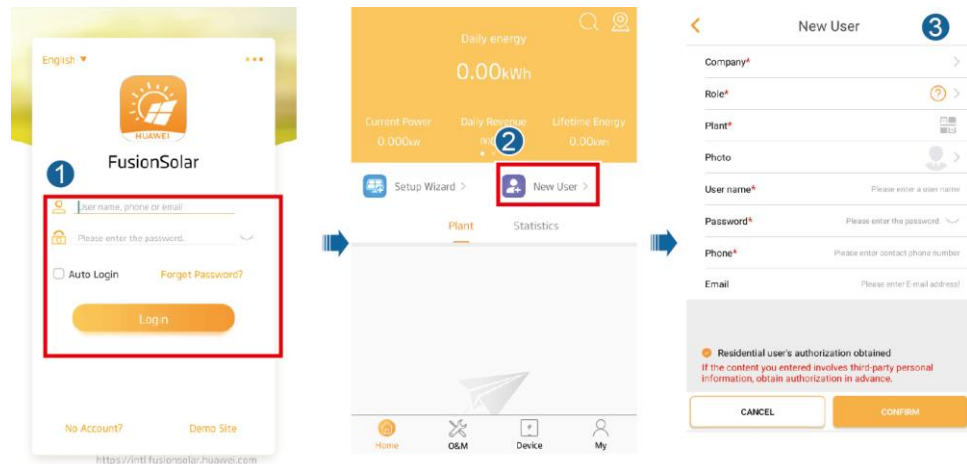 English ▼
•••
HUAWEI
FusionSolar
1
User name, phone or email
Please enter the password.
Auto Login
Forgot Password?
Login
No Account?
Demo Site
https://intl.fusionsolar.huawei.com
Daily energy
0.00kWh
Current Power
Daily Revenue
Lifetime Energy
0.000kw
0.00kWh
2
Setup Wizard >
New User >
Plant
Statistics
Home
O&M
Device
My
New User
3
Company*
Role*
?
Plant*
Photo
User name*
Please enter a user name
Password*
Please enter the password.
Phone*
Please enter contact phone number
Email
Please enter E-mail address!
Residential user's authorization obtained
If the content you entered involves third-party personal
information, obtain authorization in advance.
CANCEL
CONFIRM